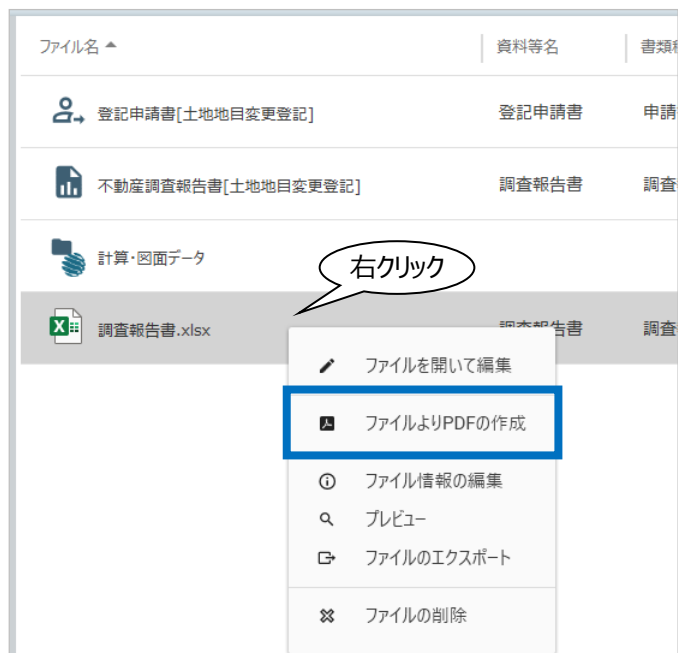 ファイル名 資料等名 書類
登記申請書[土地地目変更登記] 登記申請書 申請
不動産調査報告書[土地地目変更登記] 調査報告書 調査
計算・図面データ
右クリック
調査報告書.xlsx 調査報告書 調査
ファイルを開いて編集
ファイルよりPDFの作成
ファイル情報の編集
プレビュー
ファイルのエクスポート
ファイルの削除